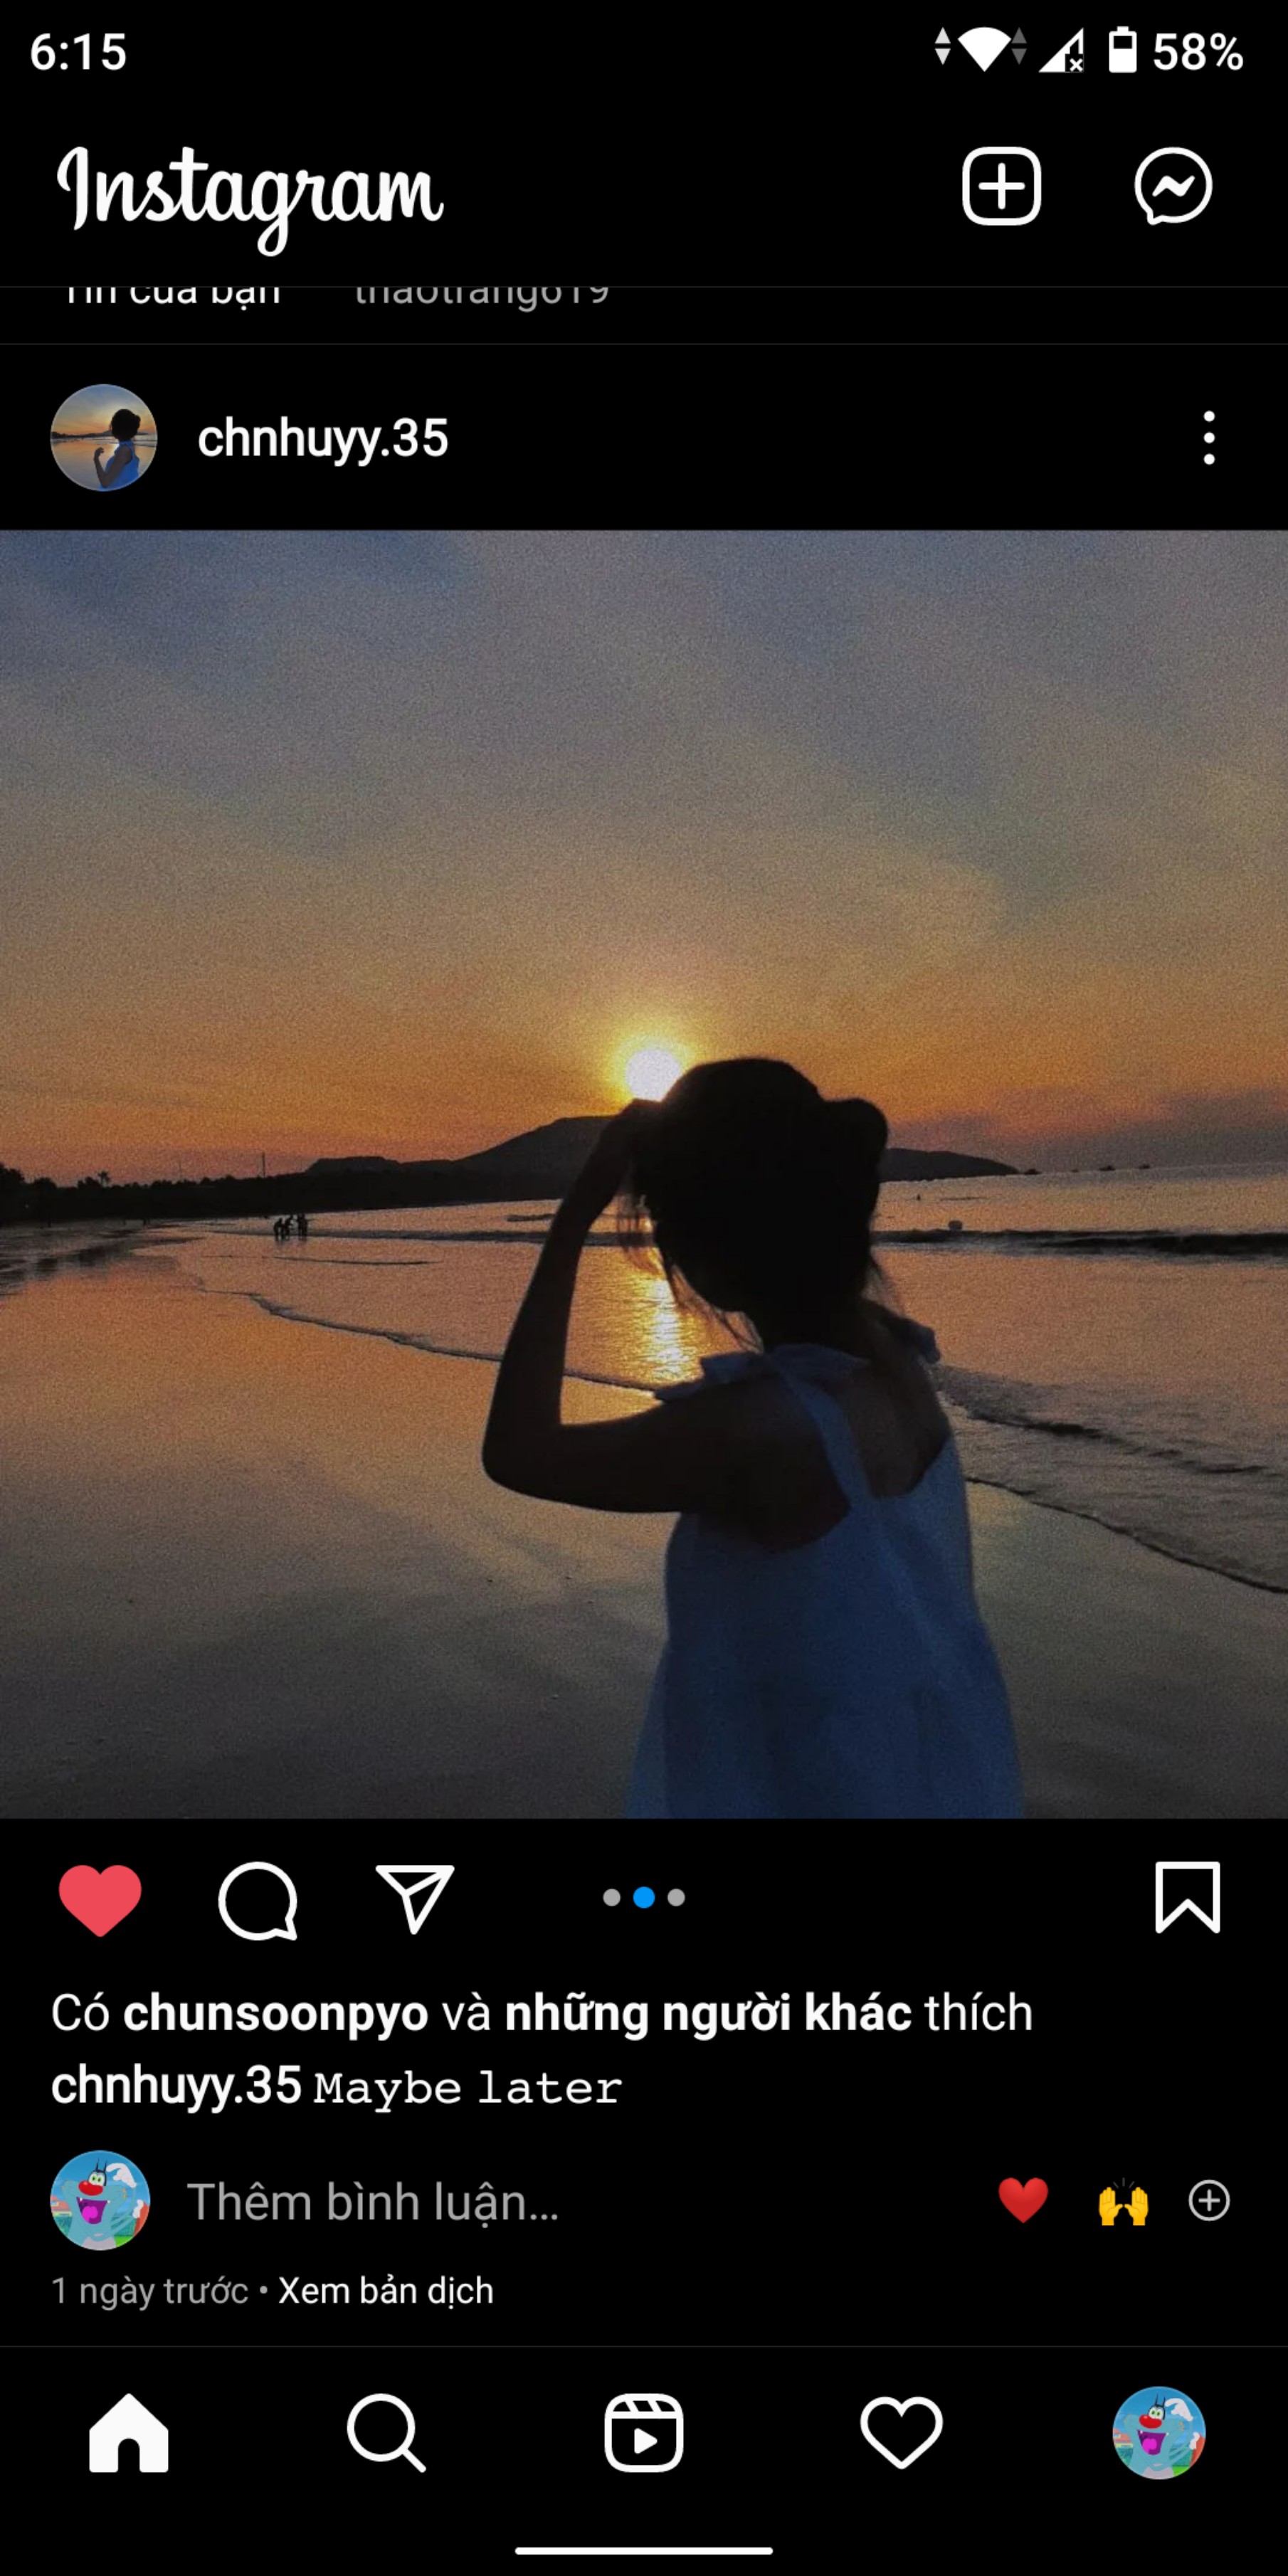 6:15
58%
Instagram
Tin của bạn thaotrang619
chnhuyy.35
Có chunsoonpyo và những người khác thích
chnhuyy.35 Maybe later
Thêm bình luận...
1 ngày trước • Xem bản dịch